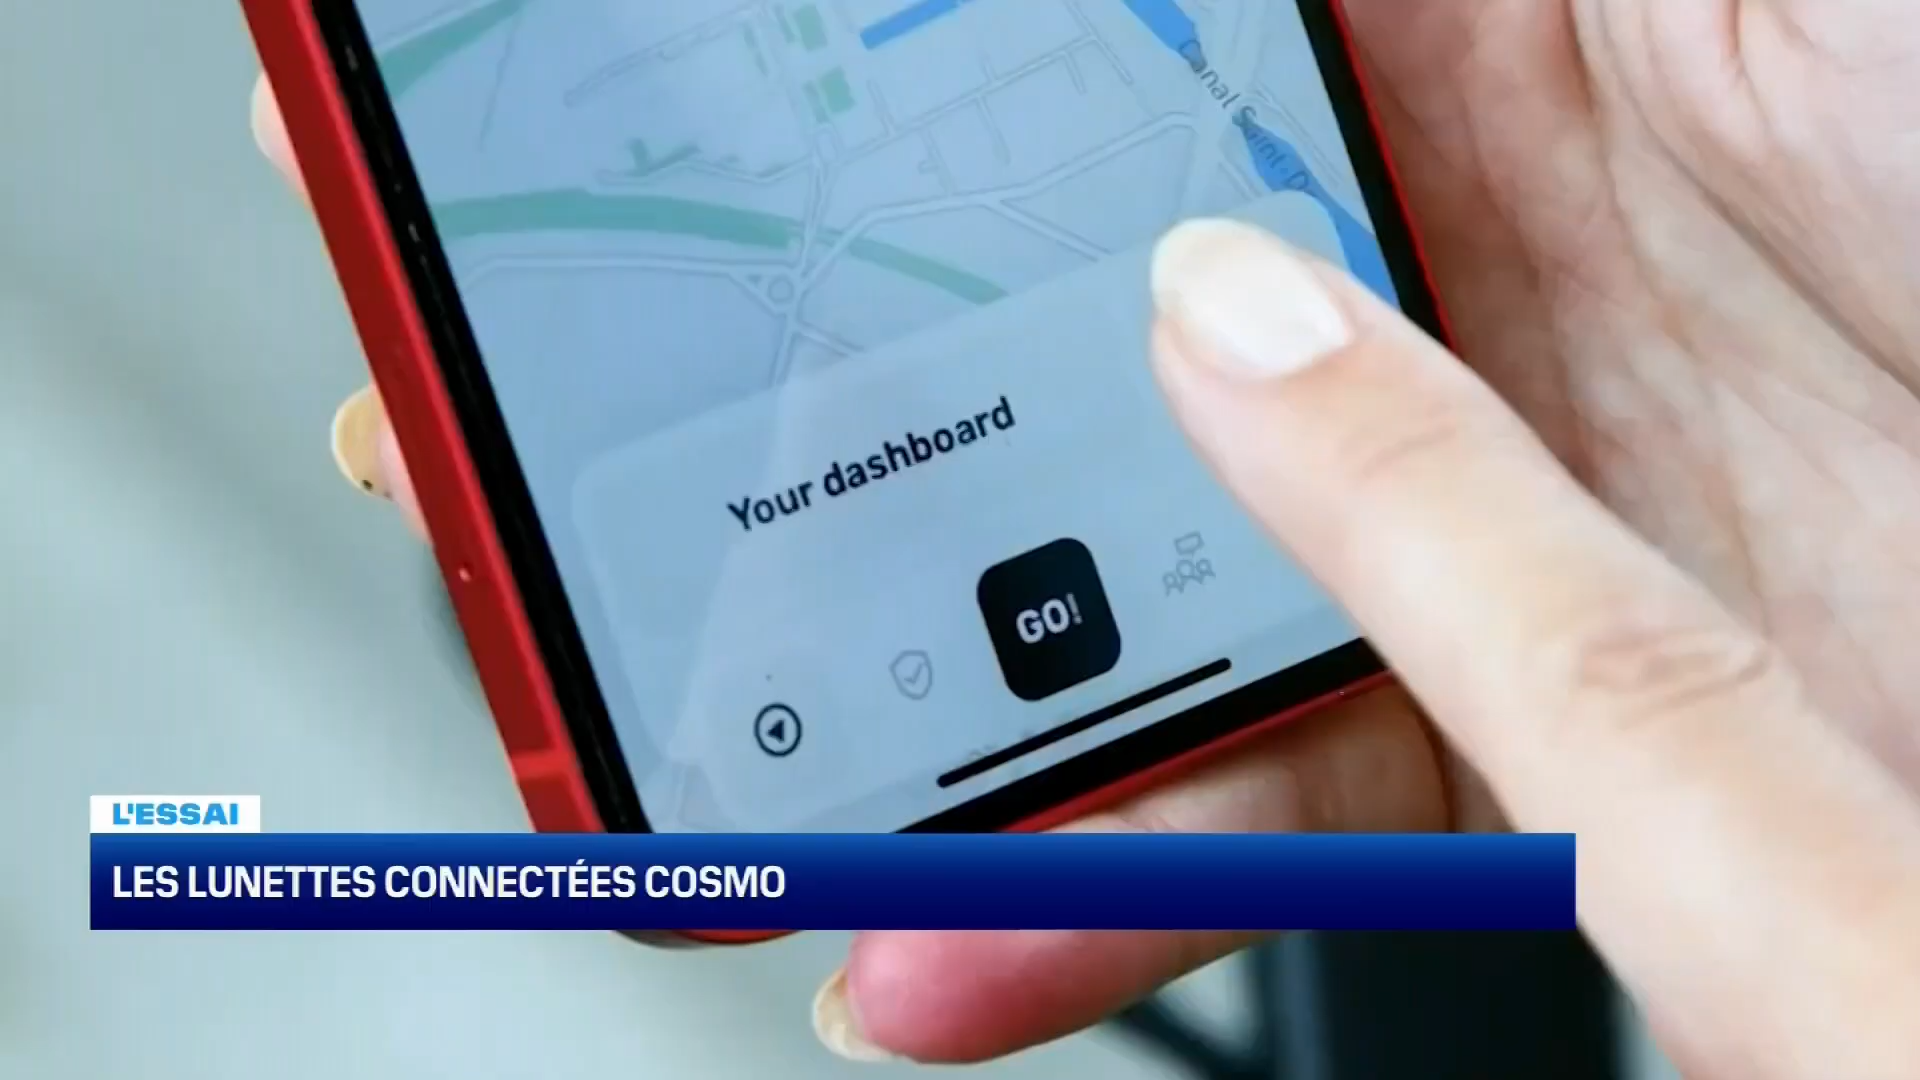 Canal Saint-D
Your dashboard
GO!
L'ESSAI
LES LUNETTES CONNECTÉES COSMO